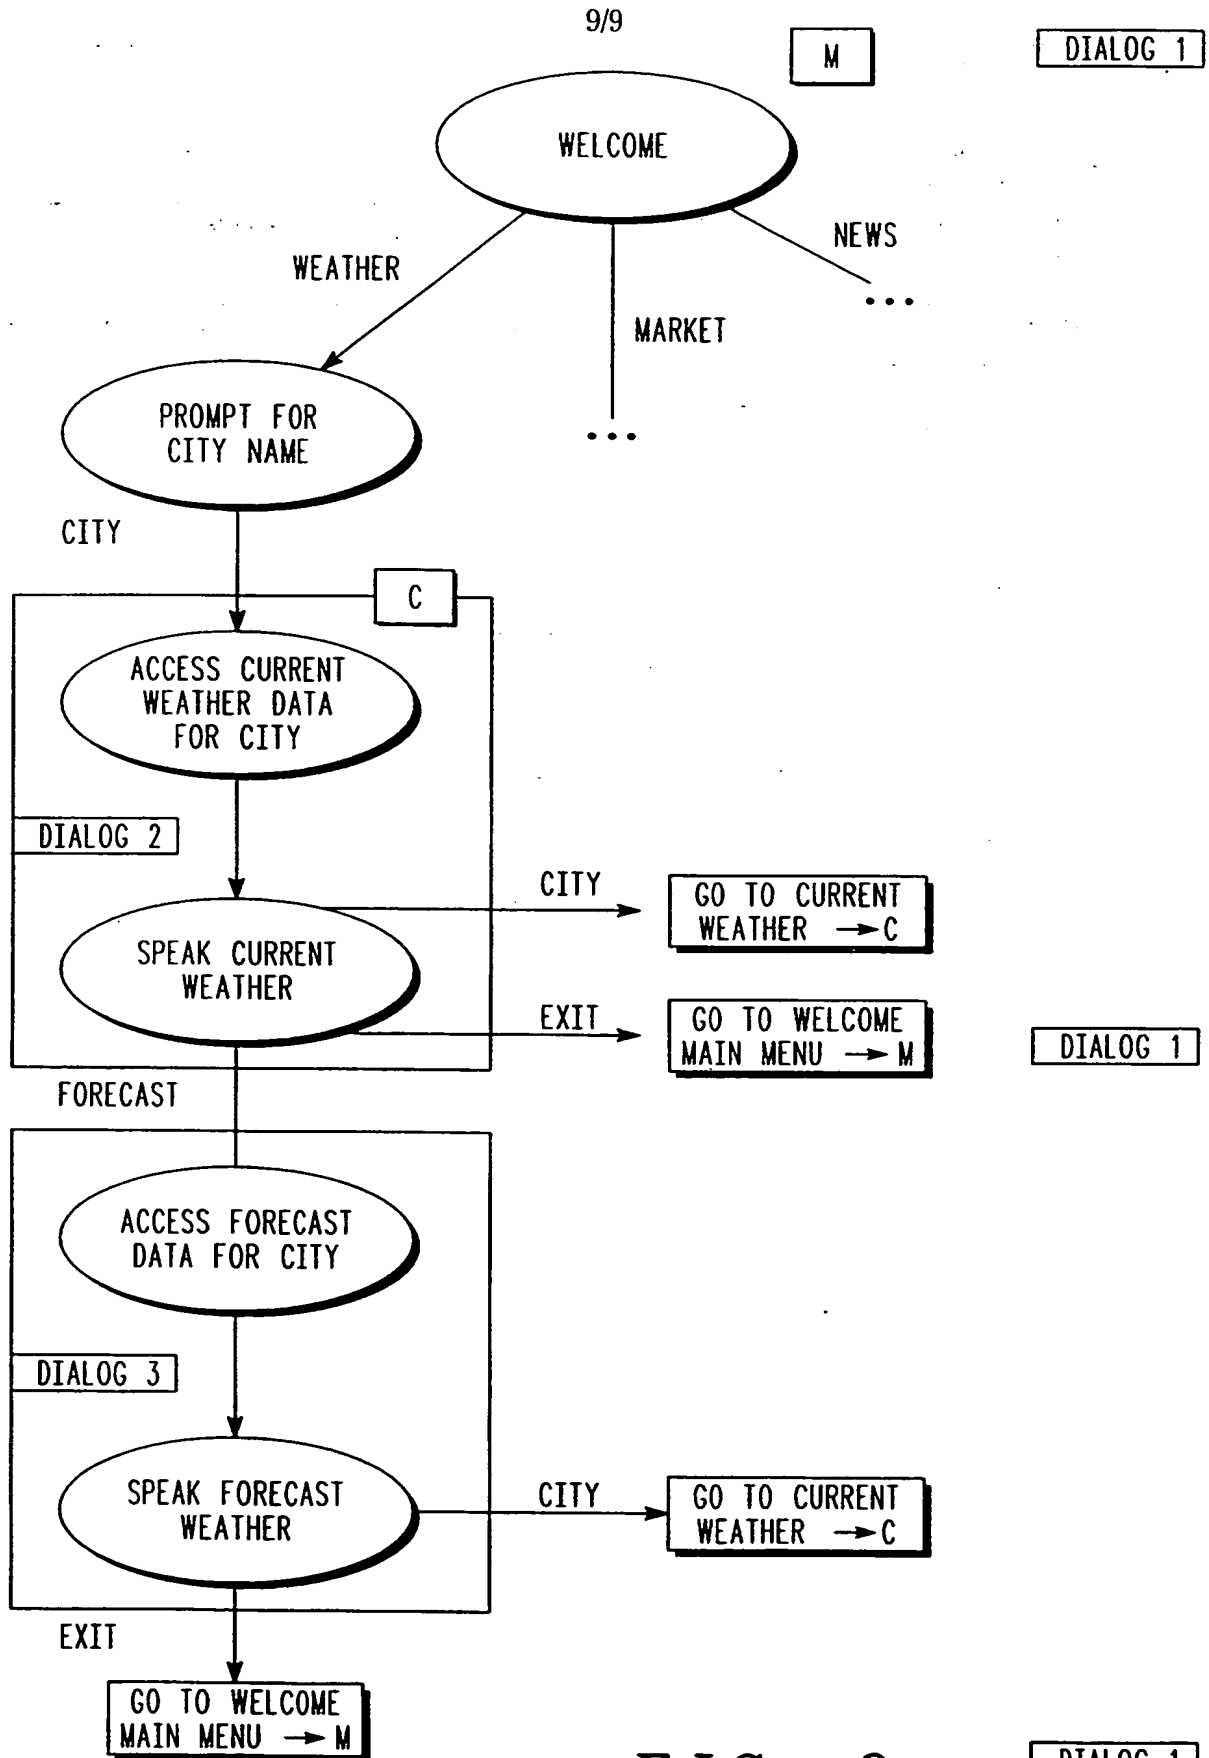 9/9
M
DIALOG 1
WELCOME
WEATHER
NEWS
MARKET
...
...
PROMPT FOR
CITY NAME
CITY
C
ACCESS CURRENT
WEATHER DATA
FOR CITY
DIALOG 2
CITY
GO TO CURRENT
WEATHER → C
SPEAK CURRENT
WEATHER
EXIT
GO TO WELCOME
MAIN MENU → M
DIALOG 1
FORECAST
ACCESS FORECAST
DATA FOR CITY
DIALOG 3
SPEAK FORECAST
WEATHER
CITY
GO TO CURRENT
WEATHER → C
EXIT
GO TO WELCOME
MAIN MENU → M
DIALOG 1